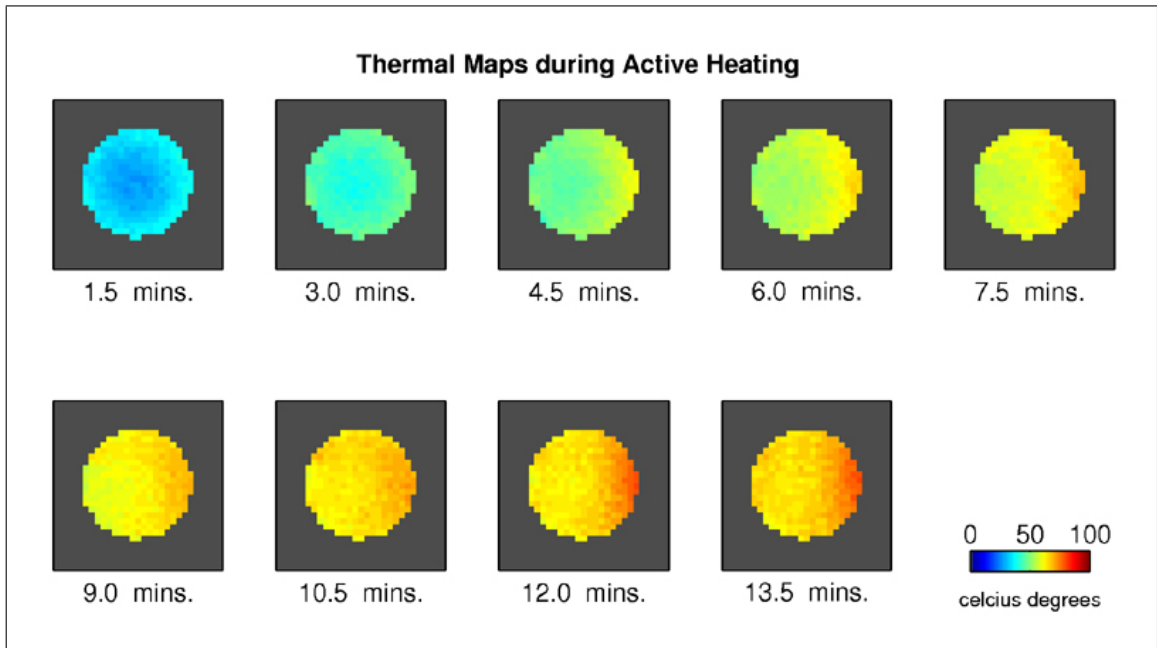 Thermal Maps during Active Heating
1.5 mins.
3.0 mins.
4.5 mins.
6.0 mins.
7.5 mins.
9.0 mins.
10.5 mins.
12.0 mins.
13.5 mins.
0 50 100
celcius degrees